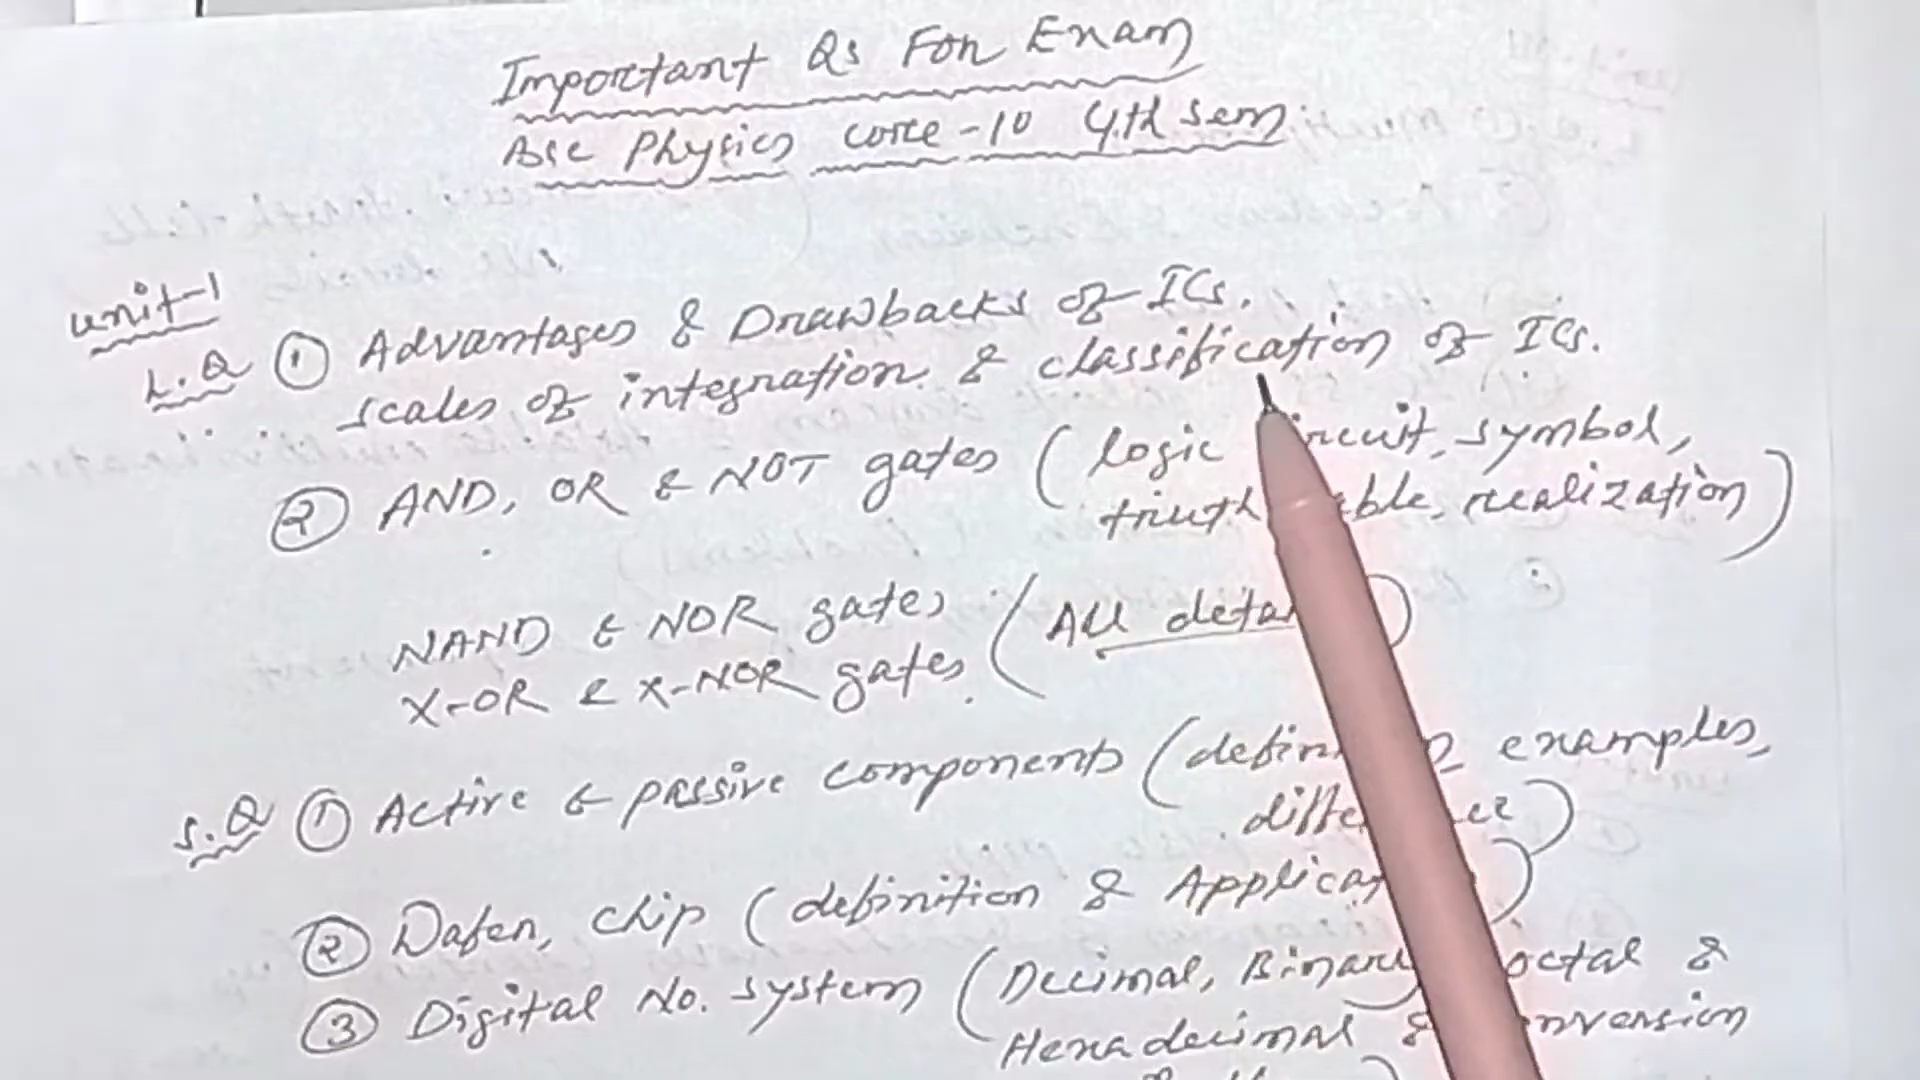 Important Qs For Exam
Bsc Physics core-10 4th sem.
unit-1
L.Q ① Advantages & Drawbacks of ICs.
scales of integration & classification of ICs.
② AND, OR & NOT gates (logic symbol,
truth realization)
NAND & NOR gates (All
X-OR & X-NOR gates.
S.Q ① Active & passive components ( examples,
② Wafer, chip (definition &
③ Digital No. system (Decimal, Binary octal &
Hexadecimal &